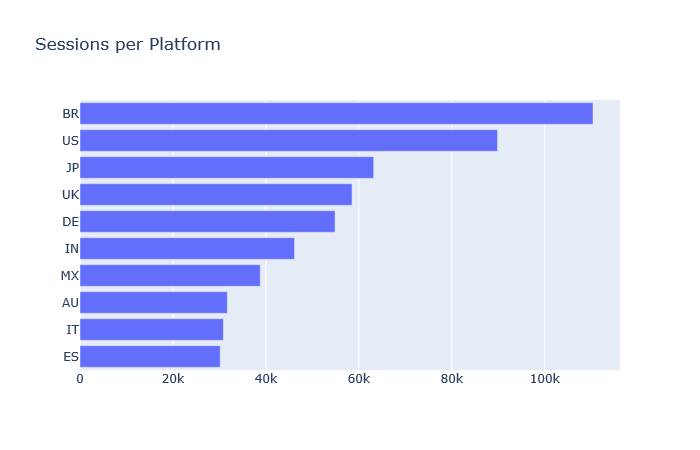 Sessions per Platform
BR
US
JP
UK
DE
IN
MX
AU
IT
ES
0 20k 40k 60k 80k 100k